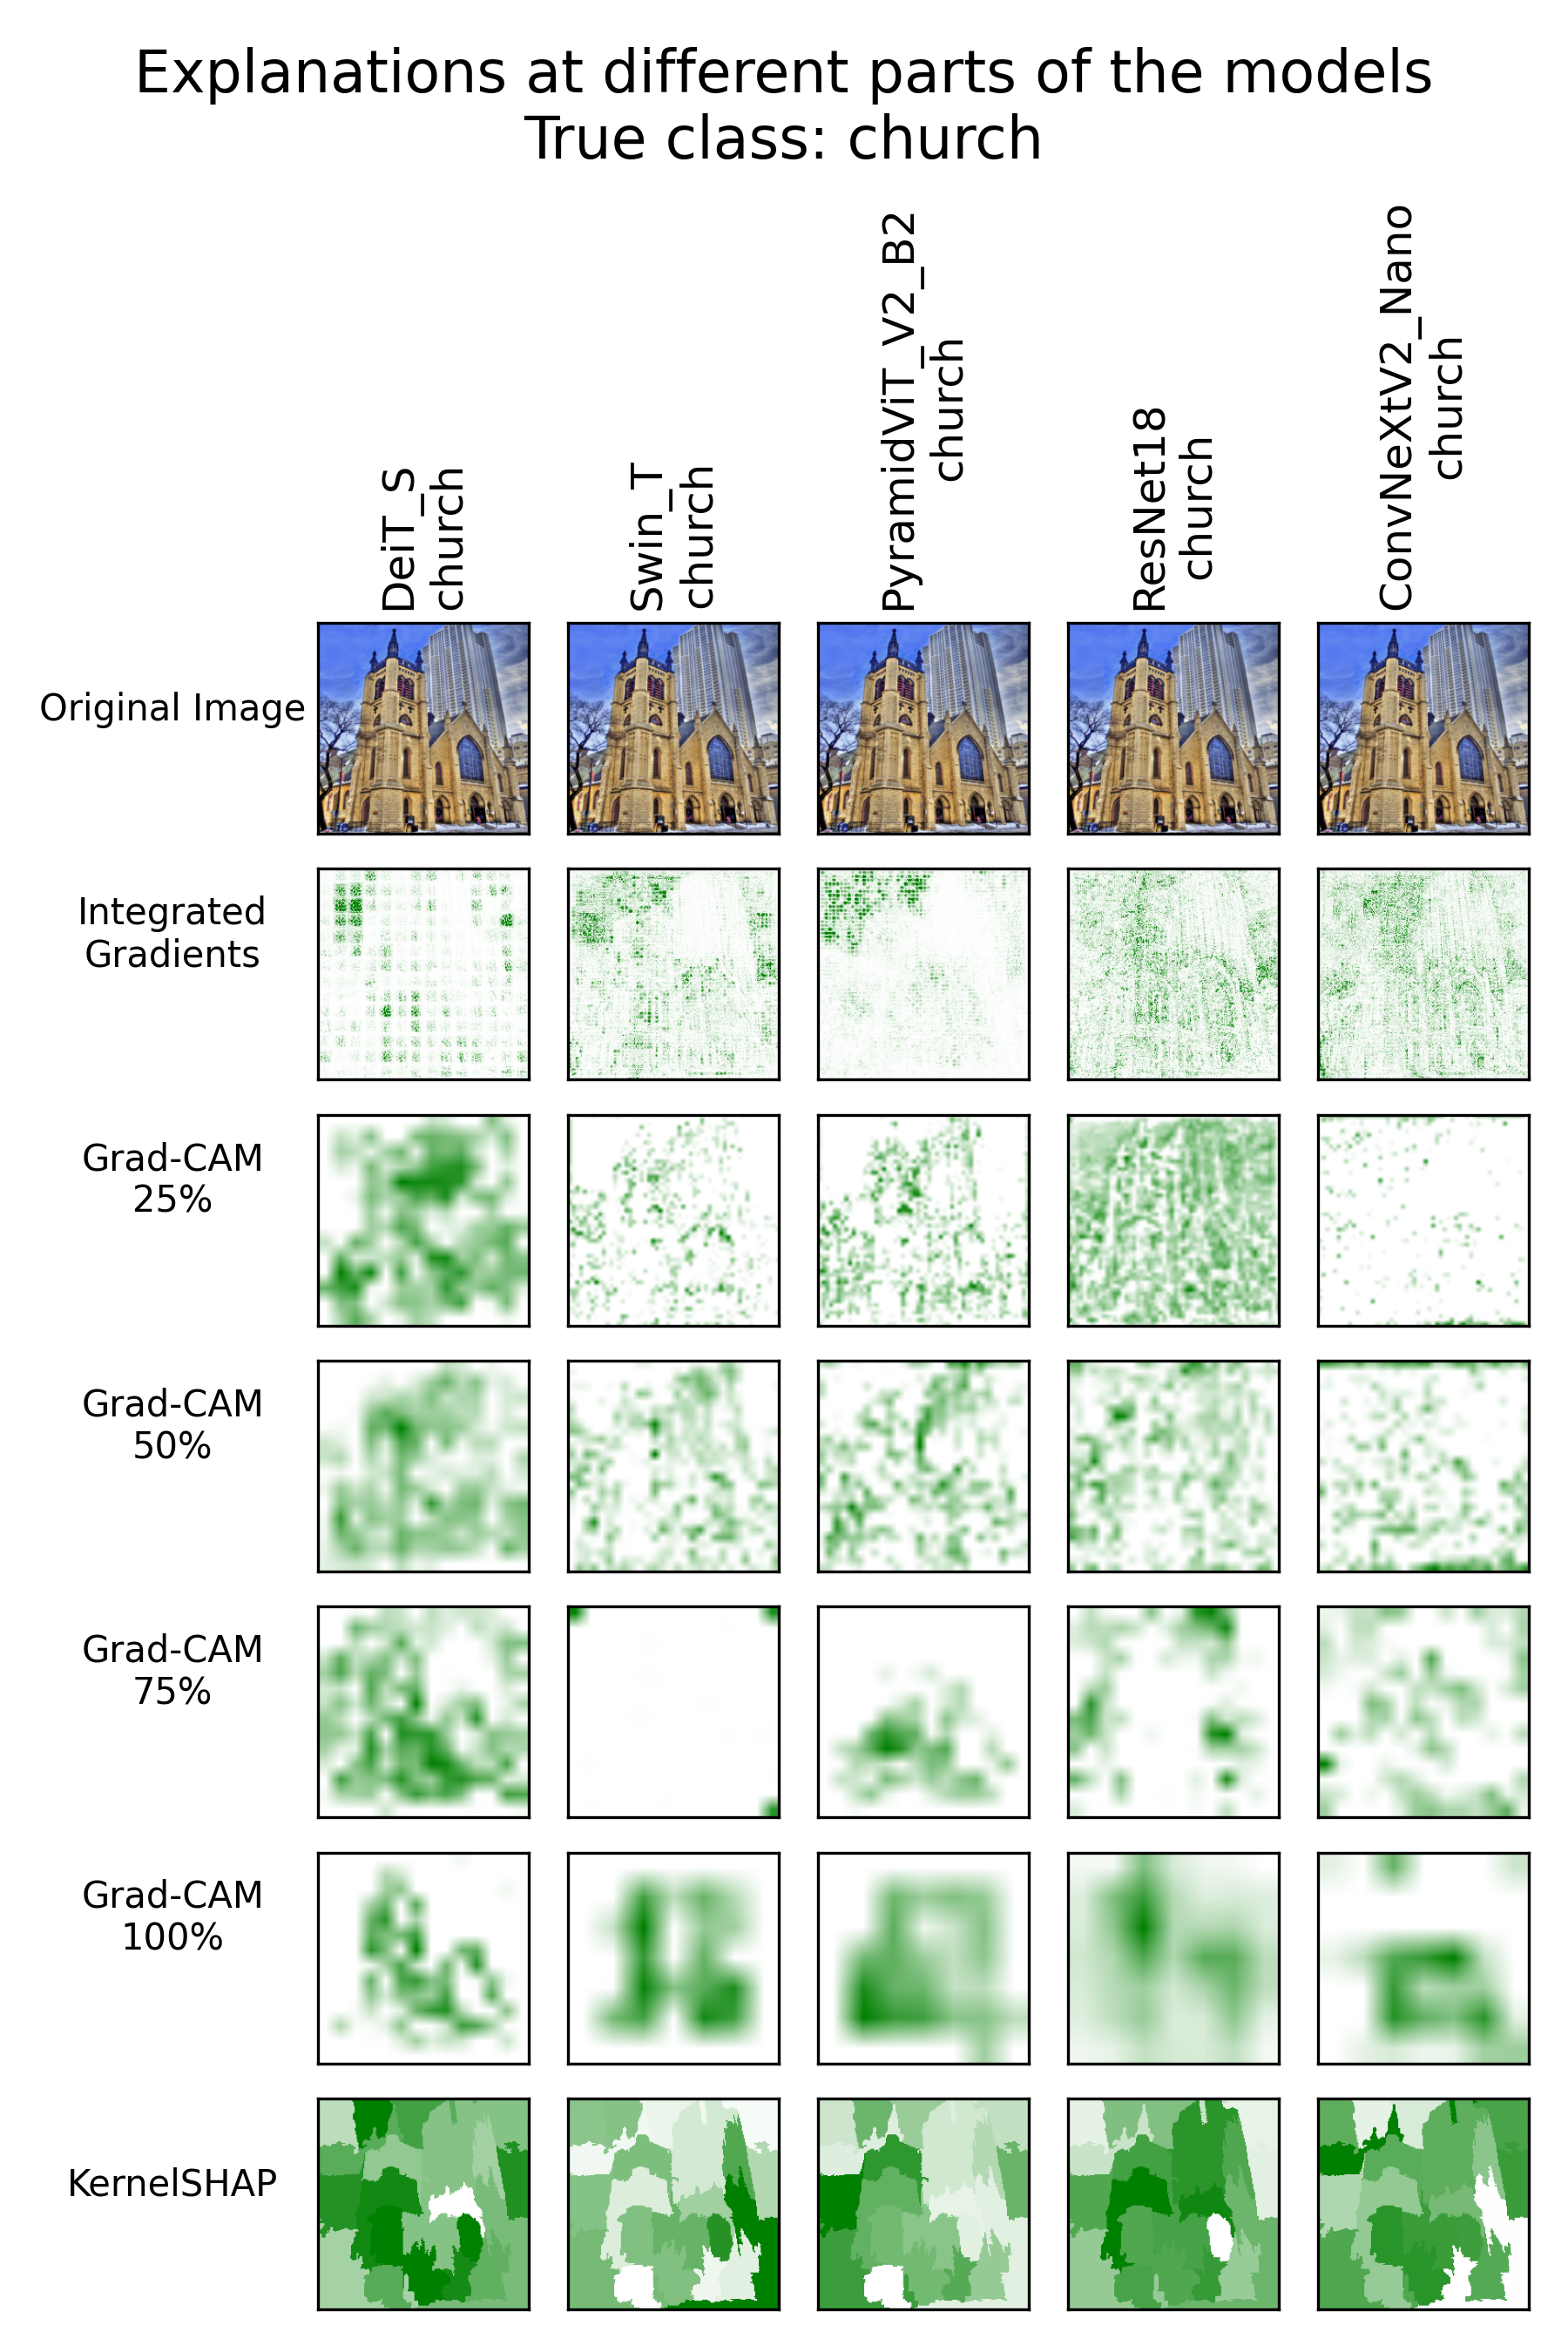 Explanations at different parts of the models
True class: church
DeiT_S
church
Swin_T
church
PyramidViT_V2_B2
church
ResNet18
church
ConvNeXtV2_Nano
church
Original Image
Integrated
Gradients
Grad-CAM
25%
Grad-CAM
50%
Grad-CAM
75%
Grad-CAM
100%
KernelSHAP